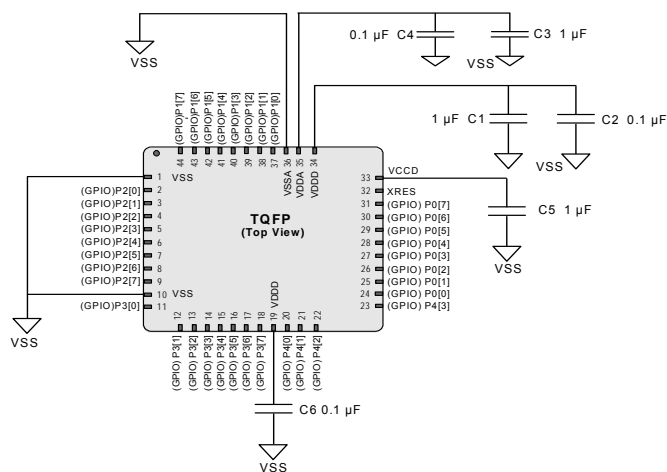 0.1 µF C4
C3 1 µF
VSS
VSS
1 µF C1
C2 0.1 µF
VSS
(GPIO)P1[7]
(GPIO)P1[6]
(GPIO)P1[5]
(GPIO)P1[4]
(GPIO)P1[3]
(GPIO)P1[2]
(GPIO)P1[1]
(GPIO)P1[0]
44
43
42
41
40
39
38
37
36
35
34
VSSA
VDDA
VDDD
1
VSS
(GPIO)P2[0]
2
(GPIO)P2[1]
3
(GPIO)P2[2]
4
(GPIO)P2[3]
5
(GPIO)P2[4]
6
(GPIO)P2[5]
7
(GPIO)P2[6]
8
(GPIO)P2[7]
9
10
VSS
(GPIO)P3[0]
11
VSS
TQFP
(Top View)
33
VCCD
32
XRES
31
(GPIO) P0[7]
30
(GPIO) P0[6]
29
(GPIO) P0[5]
28
(GPIO) P0[4]
27
(GPIO) P0[3]
26
(GPIO) P0[2]
25
(GPIO) P0[1]
24
(GPIO) P0[0]
23
(GPIO) P4[3]
C5 1 µF
VSS
12
13
14
15
16
17
18
19
20
21
22
VDDD
(GPIO) P3[1]
(GPIO) P3[2]
(GPIO) P3[3]
(GPIO) P3[4]
(GPIO) P3[5]
(GPIO) P3[6]
(GPIO) P3[7]
(GPIO) P4[0]
(GPIO) P4[1]
(GPIO) P4[2]
C6 0.1 µF
VSS